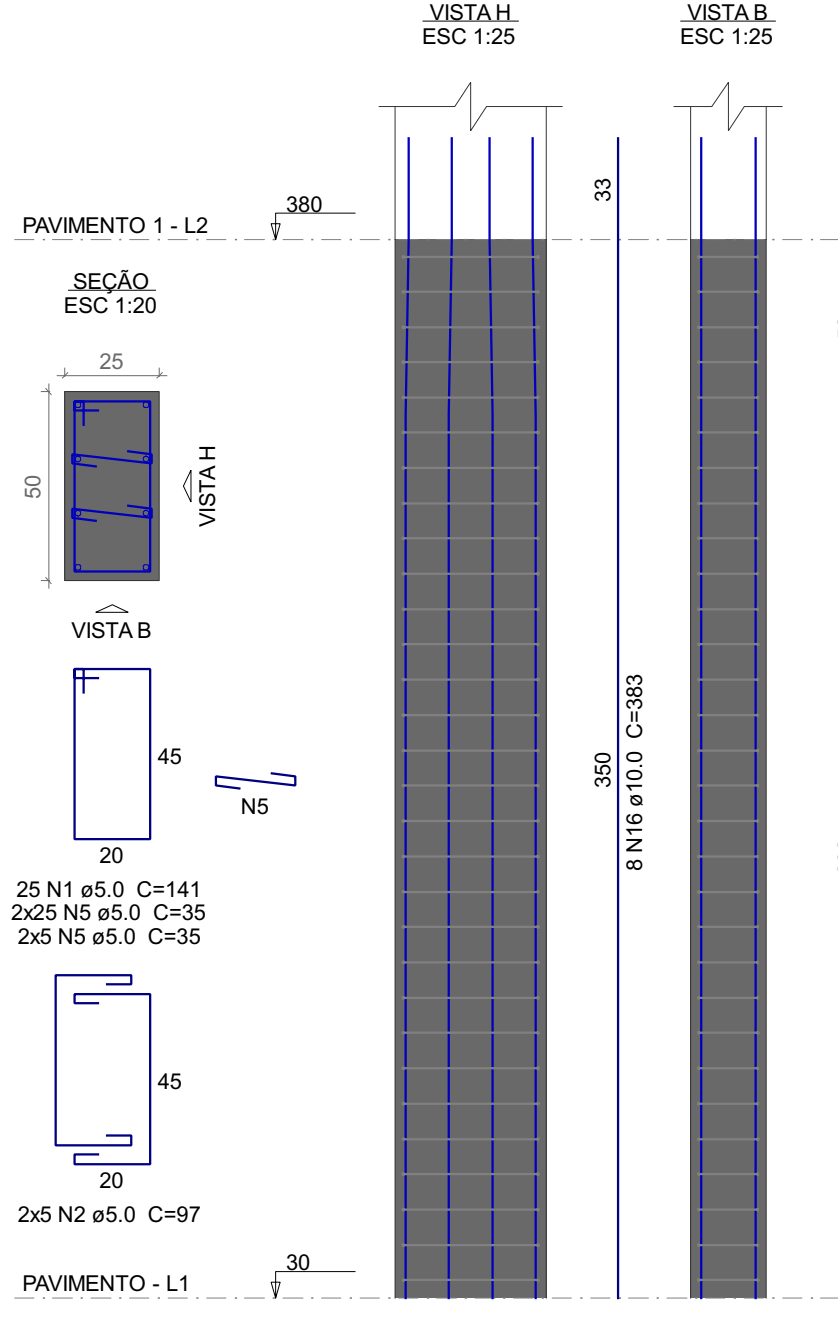 VISTA H
ESC 1:25
VISTA B
ESC 1:25
380
PAVIMENTO 1 - L2
33
SEÇÃO
ESC 1:20
25
50
VISTA H
VISTA B
45
20
N5
25 N1 ø5.0 C=141
2x25 N5 ø5.0 C=35
2x5 N5 ø5.0 C=35
350
8 N16 ø10.0 C=383
45
20
2x5 N2 ø5.0 C=97
30
PAVIMENTO - L1